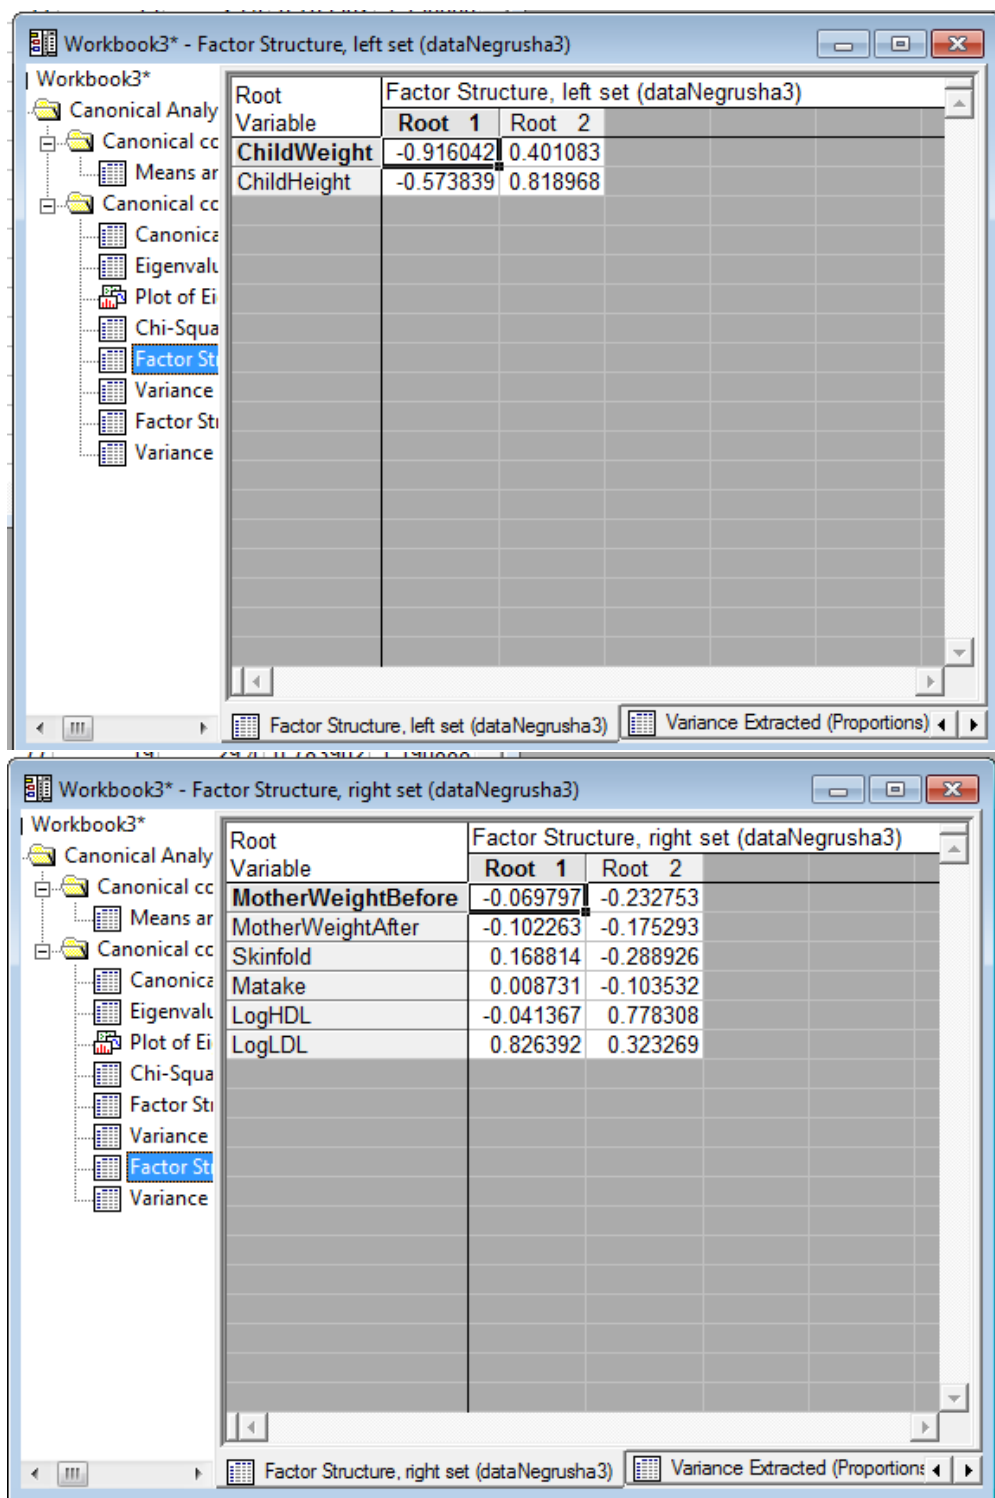 Workbook3* - Factor Structure, left set (dataNegrusha3)
Workbook3*
Canonical Analy
Canonical cc
Means ar
Canonical cc
Canonica
Eigenvalu
Plot of Ei
Chi-Squa
Factor Str
Variance
Factor Str
Variance
Root Factor Structure, left set (dataNegrusha3)
Variable Root 1 Root 2
ChildWeight -0.916042 0.401083
ChildHeight -0.573839 0.818968
Factor Structure, left set (dataNegrusha3) Variance Extracted (Proportions)
Workbook3* - Factor Structure, right set (dataNegrusha3)
Workbook3*
Canonical Analy
Canonical cc
Means ar
Canonical cc
Canonica
Eigenvalu
Plot of Ei
Chi-Squa
Factor Str
Variance
Factor Str
Variance
Root Factor Structure, right set (dataNegrusha3)
Variable Root 1 Root 2
MotherWeightBefore -0.069797 -0.232753
MotherWeightAfter -0.102263 -0.175293
Skinfold 0.168814 -0.288926
Matake 0.008731 -0.103532
LogHDL -0.041367 0.778308
LogLDL 0.826392 0.323269
Factor Structure, right set (dataNegrusha3) Variance Extracted (Proportions